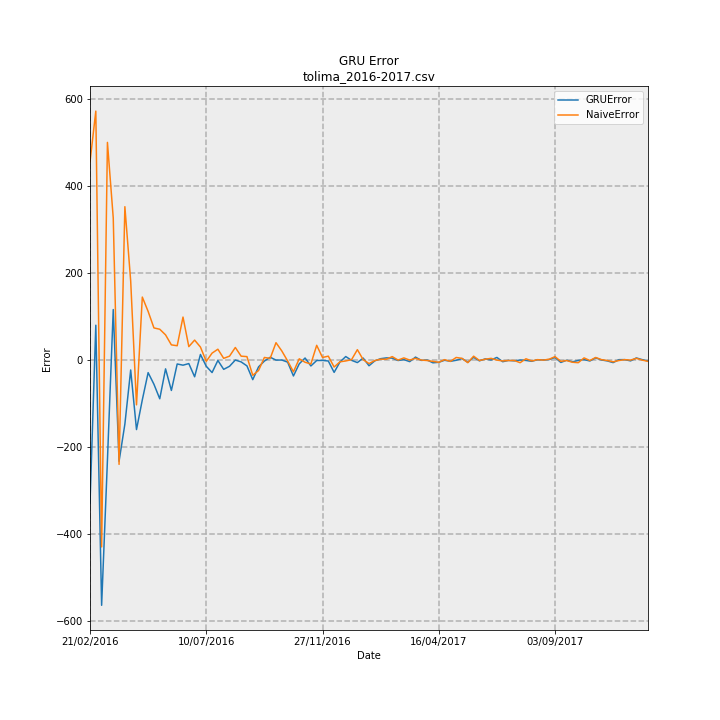 GRU Error
tolima_2016-2017.csv
GRUError
NaiveError
600
400
200
0
−200
−400
−600
Error
21/02/2016 10/07/2016 27/11/2016 16/04/2017 03/09/2017
Date